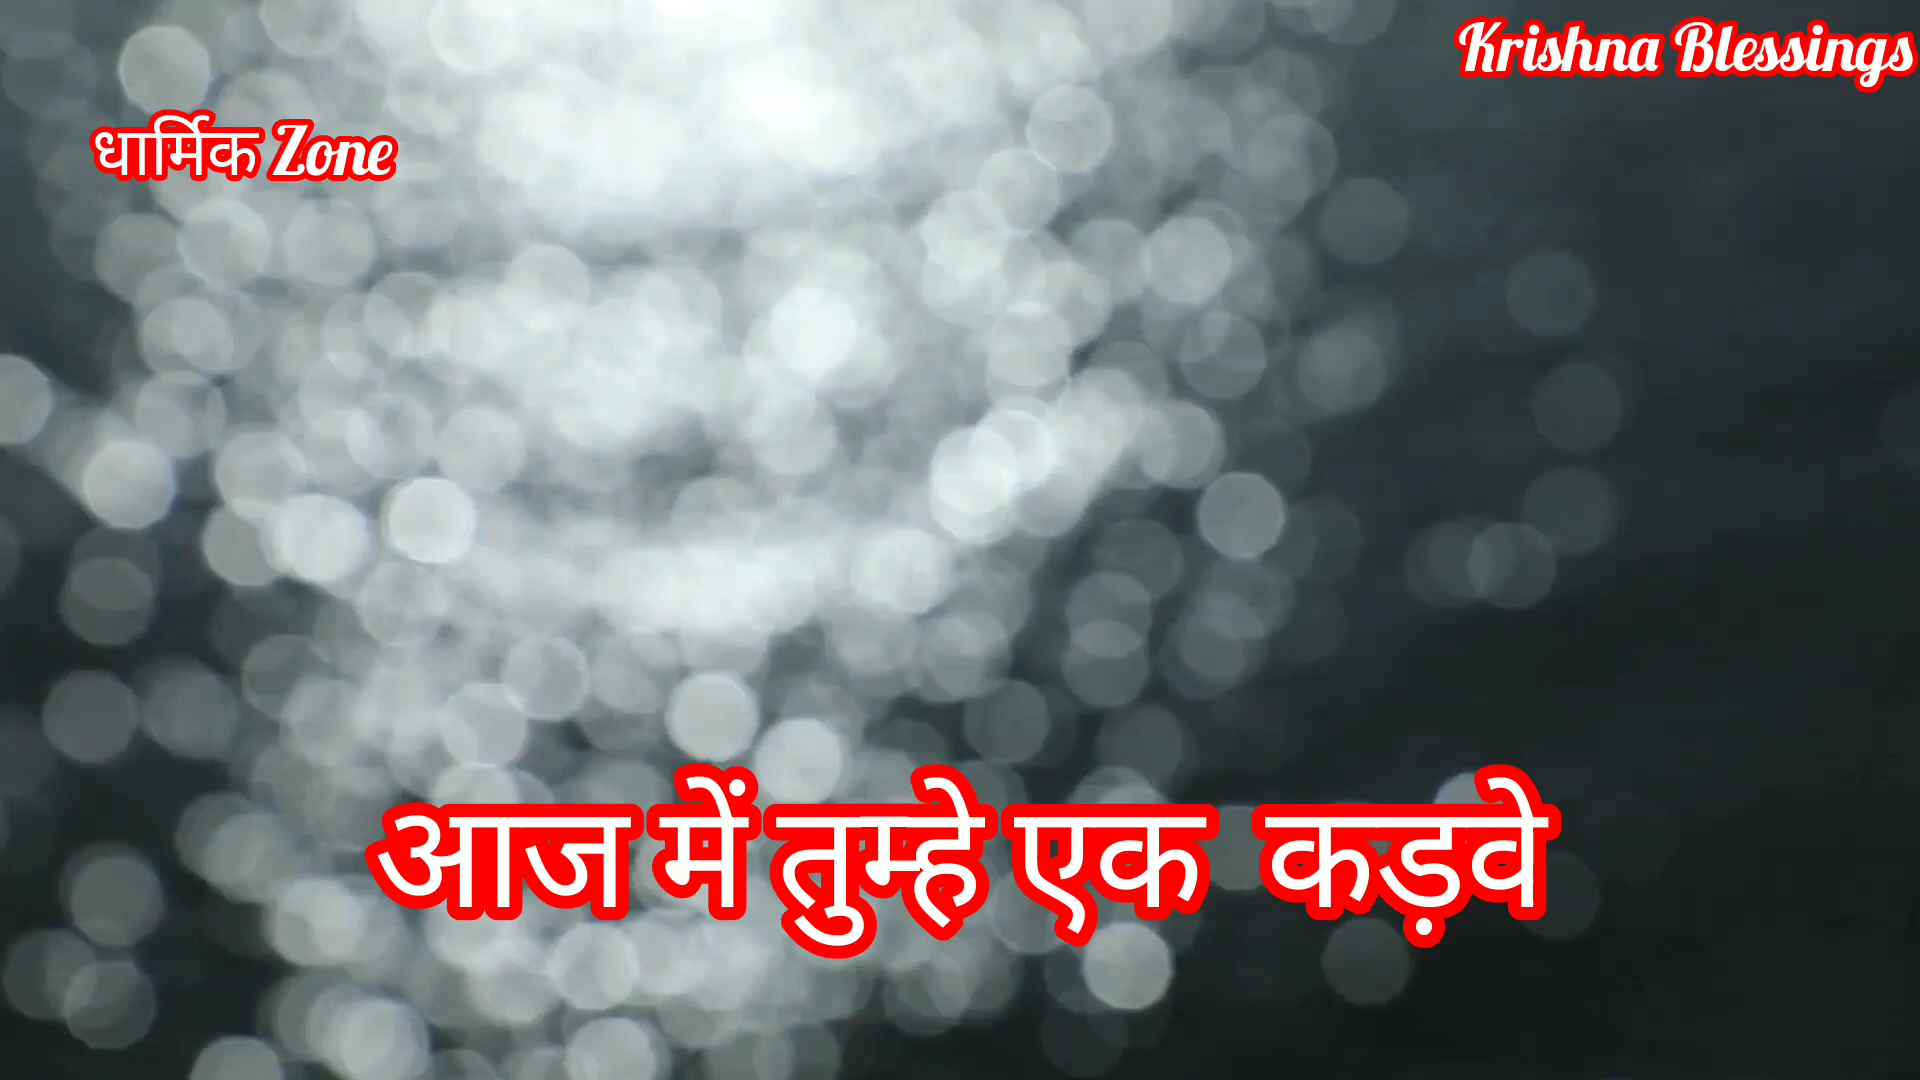 Krishna Blessings
धार्मिक Zone
आज में तुम्हे एक कड़वे